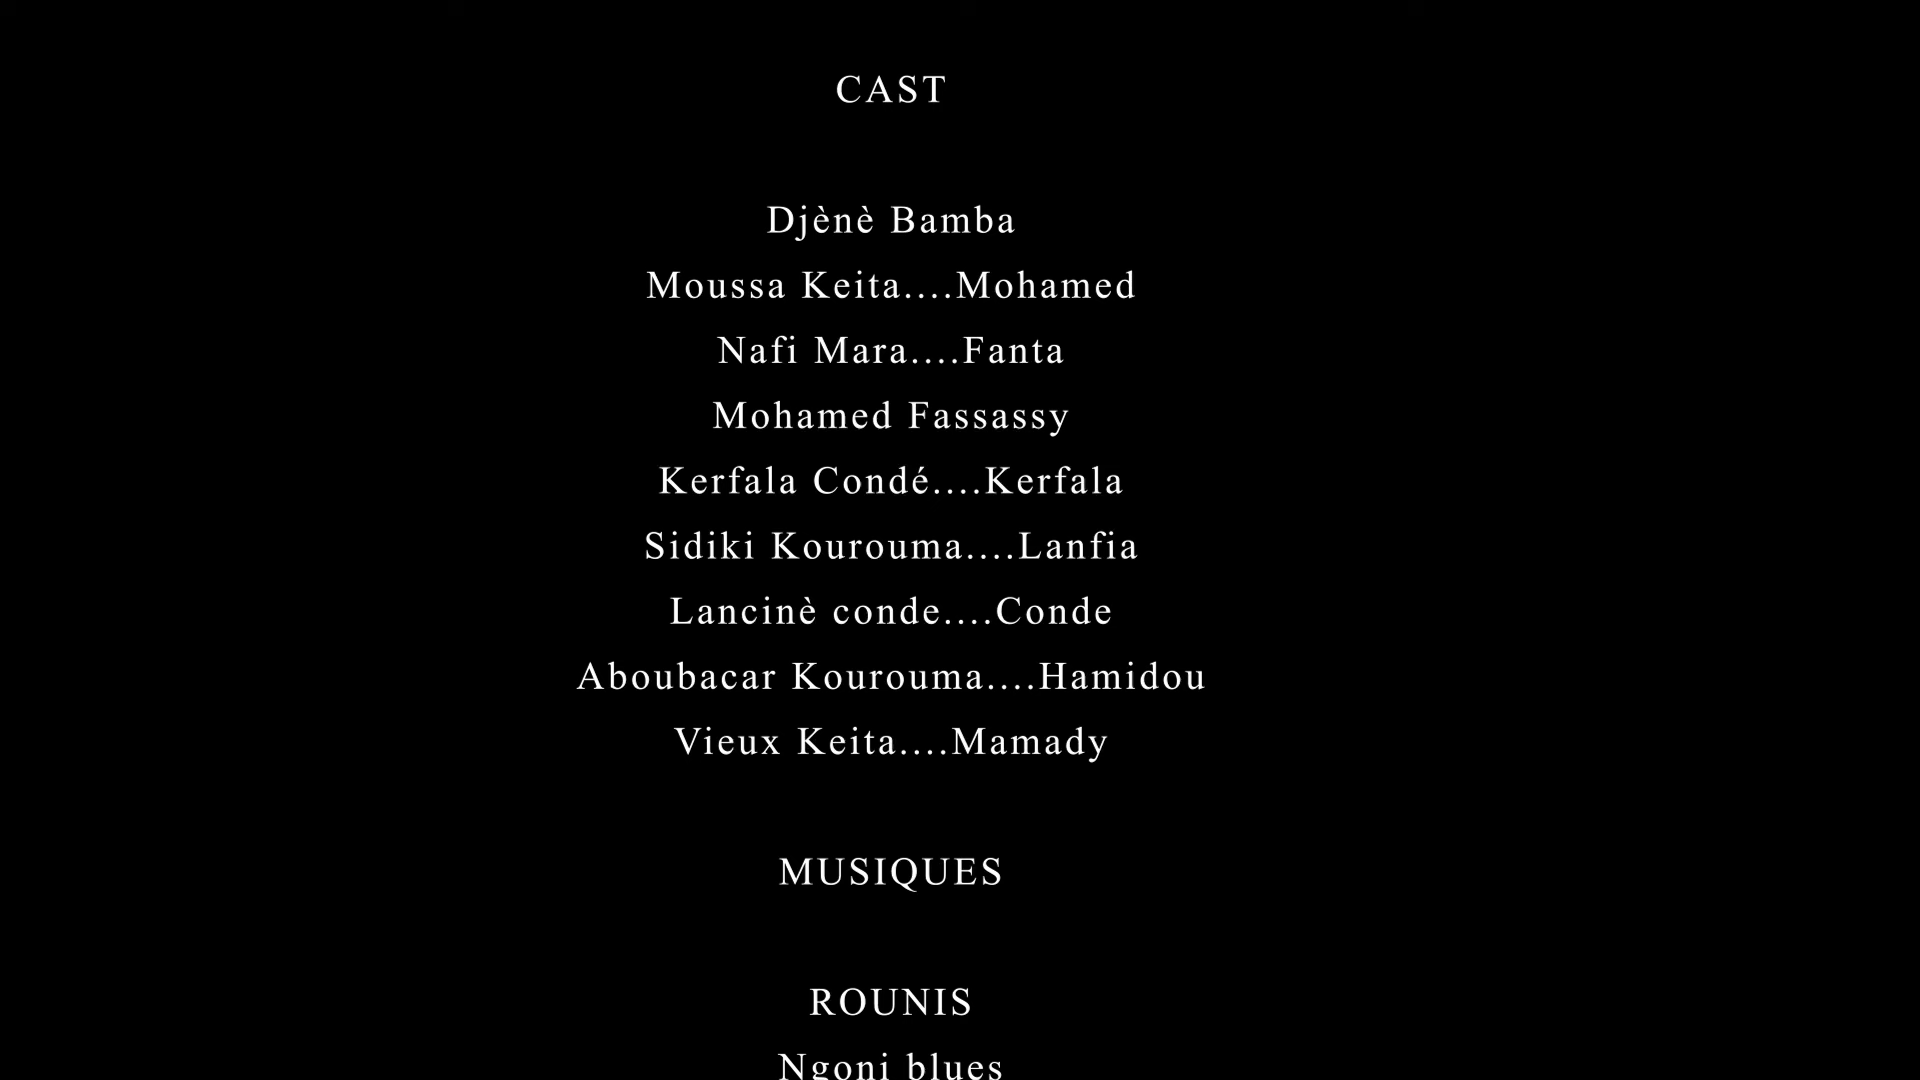 CAST
Djènè Bamba
Moussa Keita....Mohamed
Nafi Mara....Fanta
Mohamed Fassassy
Kerfala Condé....Kerfala
Sidiki Kourouma....Lanfia
Lancinè conde....Conde
Aboubacar Kourouma....Hamidou
Vieux Keita....Mamady
MUSIQUES
ROUNIS
Ngoni blues